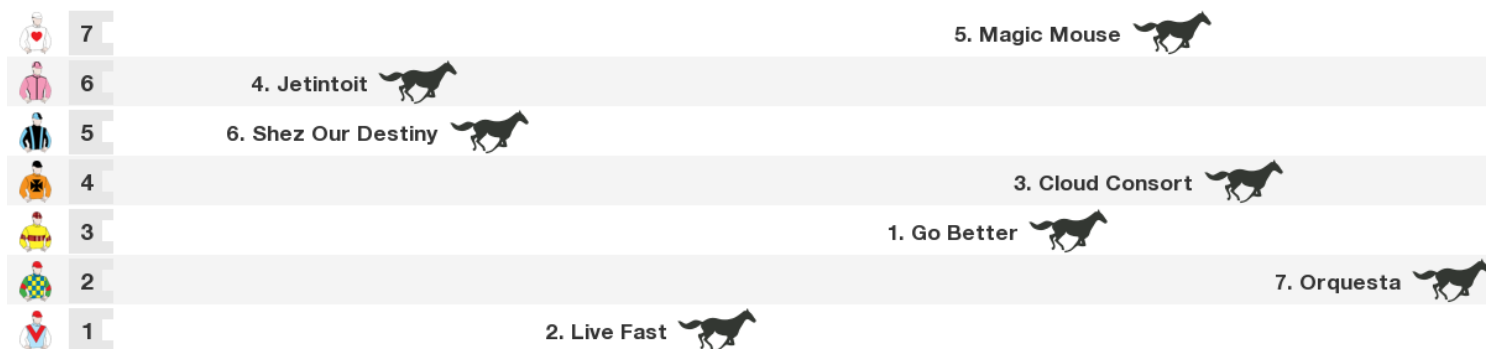 7 5. Magic Mouse
6 4. Jetintoit
5 6. Shez Our Destiny
4 3. Cloud Consort
3 1. Go Better
2 7. Orquesta
1 2. Live Fast